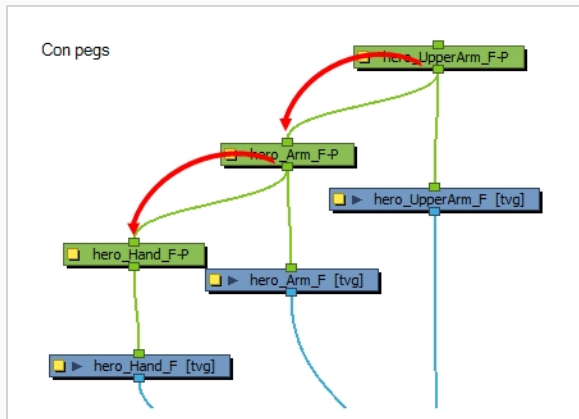 Con pegs
hero_UpperArm_F-P
hero_Arm_F-P
hero_UpperArm_F [tvg]
hero_Hand_F-P
hero_Arm_F [tvg]
hero_Hand_F [tvg]